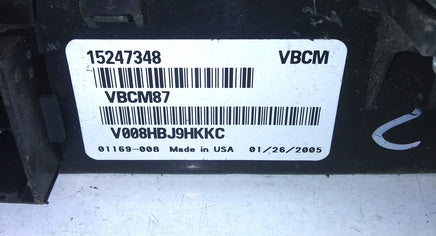 15247348 VBCM
VBCM87
V008HBJ9HKKC
01169-008 Made in USA 01/26/2005